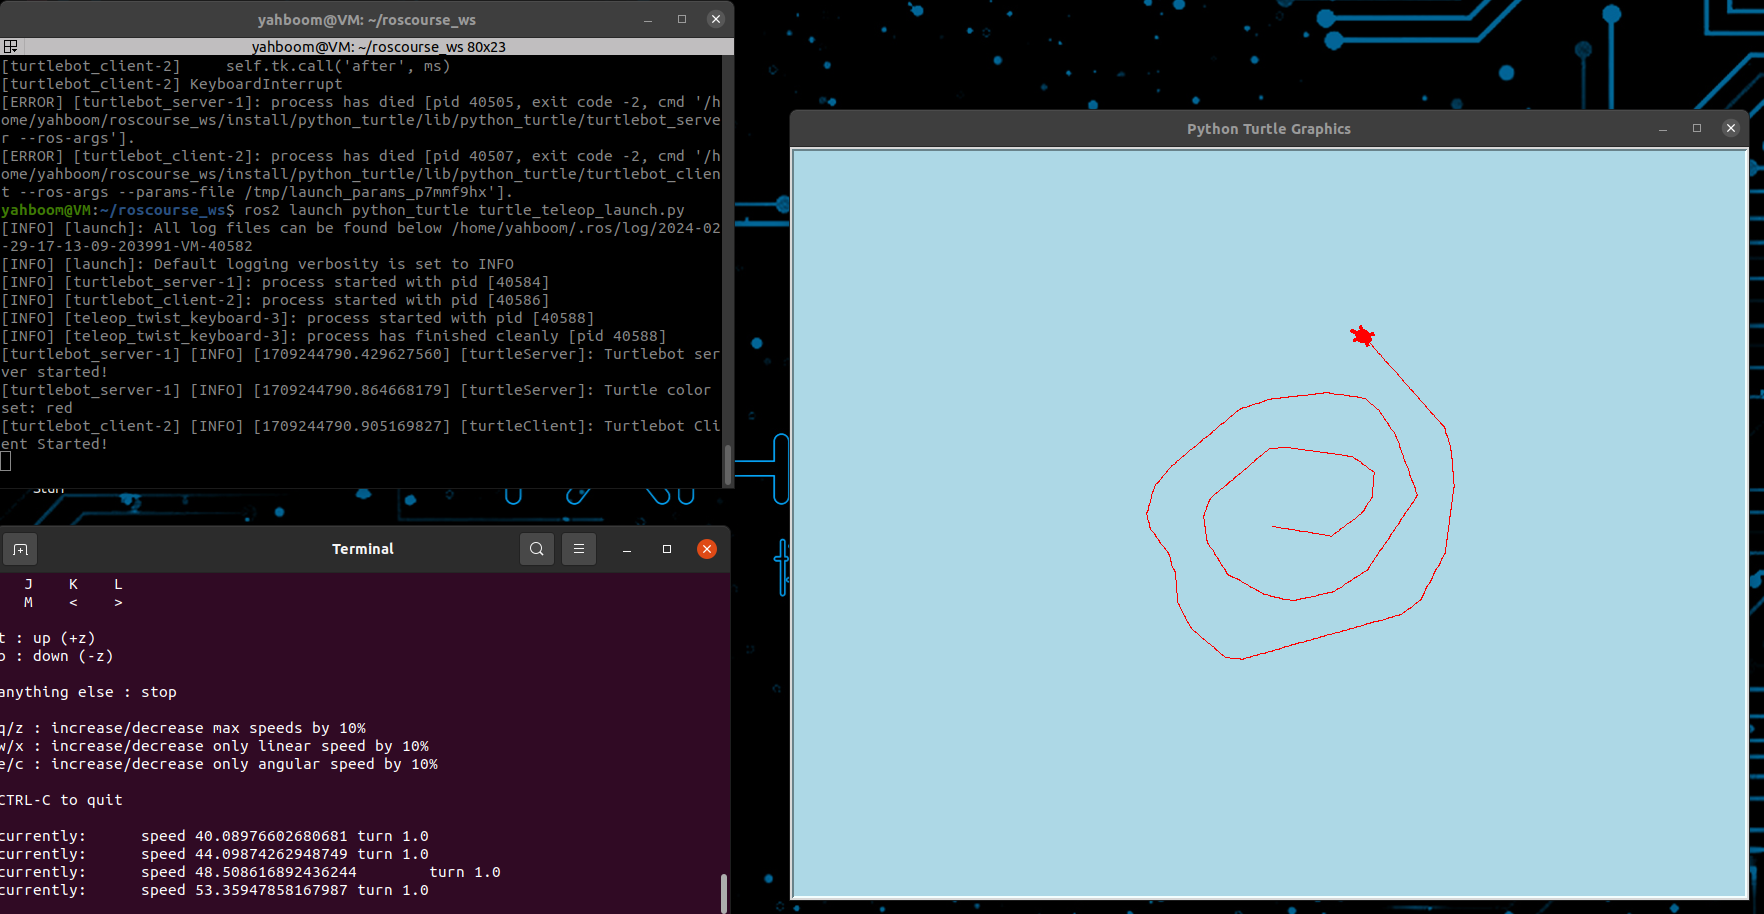 yahboom@VM: ~/roscourse_ws
yahboom@VM: ~/roscourse_ws 80x23
[turtlebot_client-2]     self.tk.call('after', ms)
[turtlebot_client-2] KeyboardInterrupt
[ERROR] [turtlebot_server-1]: process has died [pid 40505, exit code -2, cmd '/h
ome/yahboom/roscourse_ws/install/python_turtle/lib/python_turtle/turtlebot_serve
r --ros-args'].
[ERROR] [turtlebot_client-2]: process has died [pid 40507, exit code -2, cmd '/h
ome/yahboom/roscourse_ws/install/python_turtle/lib/python_turtle/turtlebot_clien
t --ros-args --params-file /tmp/launch_params_p7mmf9hx'].
yahboom@VM:~/roscourse_ws$ ros2 launch python_turtle turtle_teleop_launch.py
[INFO] [launch]: All log files can be found below /home/yahboom/.ros/log/2024-02
-29-17-13-09-203991-VM-40582
[INFO] [launch]: Default logging verbosity is set to INFO
[INFO] [turtlebot_server-1]: process started with pid [40584]
[INFO] [turtlebot_client-2]: process started with pid [40586]
[INFO] [teleop_twist_keyboard-3]: process started with pid [40588]
[INFO] [teleop_twist_keyboard-3]: process has finished cleanly [pid 40588]
[turtlebot_server-1] [INFO] [1709244790.429627560] [turtleServer]: Turtlebot ser
ver started!
[turtlebot_server-1] [INFO] [1709244790.864668179] [turtleServer]: Turtle color
set: red
[turtlebot_client-2] [INFO] [1709244790.905169827] [turtleClient]: Turtlebot Cli
ent Started!
Python Turtle Graphics
Terminal
J    K    L
M    <    >
t : up (+z)
b : down (-z)
anything else : stop
q/z : increase/decrease max speeds by 10%
w/x : increase/decrease only linear speed by 10%
e/c : increase/decrease only angular speed by 10%
CTRL-C to quit
currently:      speed 40.08976602680681 turn 1.0
currently:      speed 44.09874262948749 turn 1.0
currently:      speed 48.508616892436244        turn 1.0
currently:      speed 53.35947858167987 turn 1.0